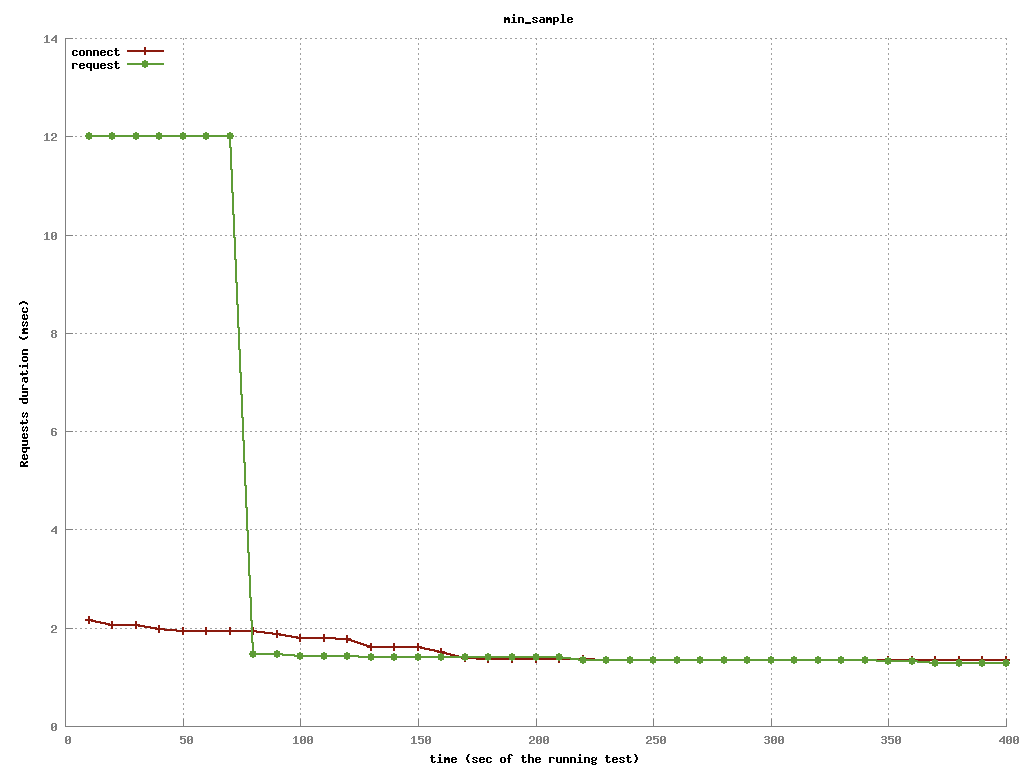 min_sample
connect
request
14
12
10
8
6
4
2
0
Requests duration (msec)
0 50 100 150 200 250 300 350 400
time (sec of the running test)